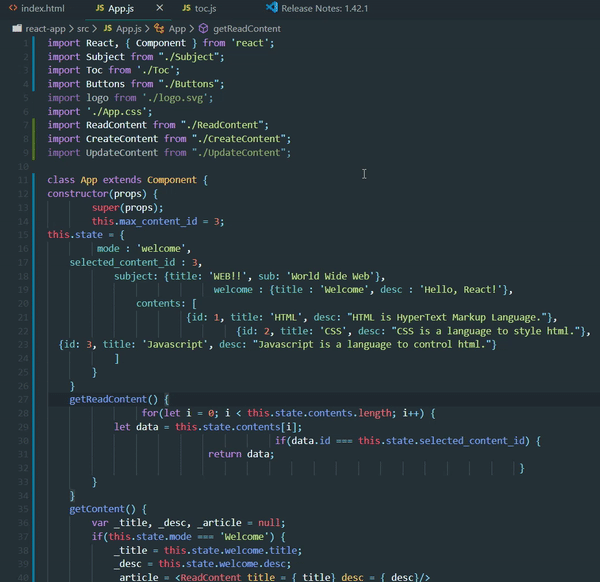 index.html JS App.js × JS toc.js Release Notes: 1.42.1
react-app > src > JS App.js > App > getReadContent
1 import React, { Component } from 'react';
2 import Subject from "./Subject";
3 import Toc from './Toc';
4 import Buttons from "./Buttons";
5 import logo from './logo.svg';
6 import './App.css';
7 import ReadContent from "./ReadContent";
8 import CreateContent from "./CreateContent";
9 import UpdateContent from "./UpdateContent";
10
11 class App extends Component {
12 constructor(props) {
13 super(props);
14 this.max_content_id = 3;
15 this.state = {
16 mode : 'welcome',
17 selected_content_id : 3,
18 subject: {title: 'WEB!!', sub: 'World Wide Web'},
19 welcome : {title : 'Welcome', desc : 'Hello, React!'},
20 contents: [
21 {id: 1, title: 'HTML', desc: "HTML is HyperText Markup Language."},
22 {id: 2, title: 'CSS', desc: "CSS is a language to style html."},
23 {id: 3, title: 'Javascript', desc: "Javascript is a language to control html."}
24 ]
25 }
26 }
27 getReadContent() {
28 for(let i = 0; i < this.state.contents.length; i++) {
29 let data = this.state.contents[i];
30 if(data.id === this.state.selected_content_id) {
31 return data;
32 }
33 }
34 }
35 getContent() {
36 var _title, _desc, _article = null;
37 if(this.state.mode === 'Welcome') {
38 _title = this.state.welcome.title;
39 _desc = this.state.welcome.desc;
40 _article = <ReadContent title = {_title} desc = {_desc}/>